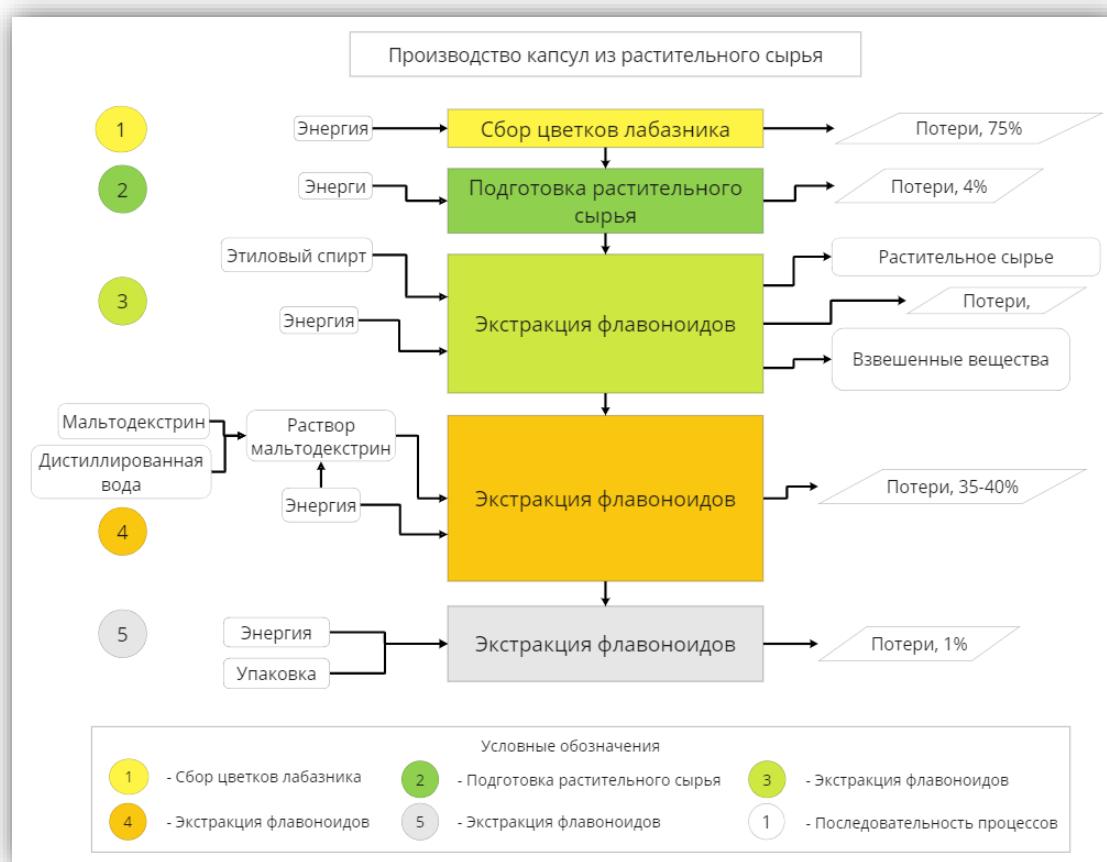 Производство капсул из растительного сырья
1
Энергия
Сбор цветков лабазника
Потери, 75%
2
Энерги
Подготовка растительного
сырья
Потери, 4%
3
Этиловый спирт
Энергия
Экстракция флавоноидов
Растительное сырье
Потери,
Взвешенные вещества
Мальтодекстрин
Дистиллированная
вода
Раствор
мальтодекстрин
Энергия
4
Экстракция флавоноидов
Потери, 35-40%
5
Энергия
Упаковка
Экстракция флавоноидов
Потери, 1%
Условные обозначения
1 - Сбор цветков лабазника
2 - Подготовка растительного сырья
3 - Экстракция флавоноидов
4 - Экстракция флавоноидов
5 - Экстракция флавоноидов
1 - Последовательность процессов